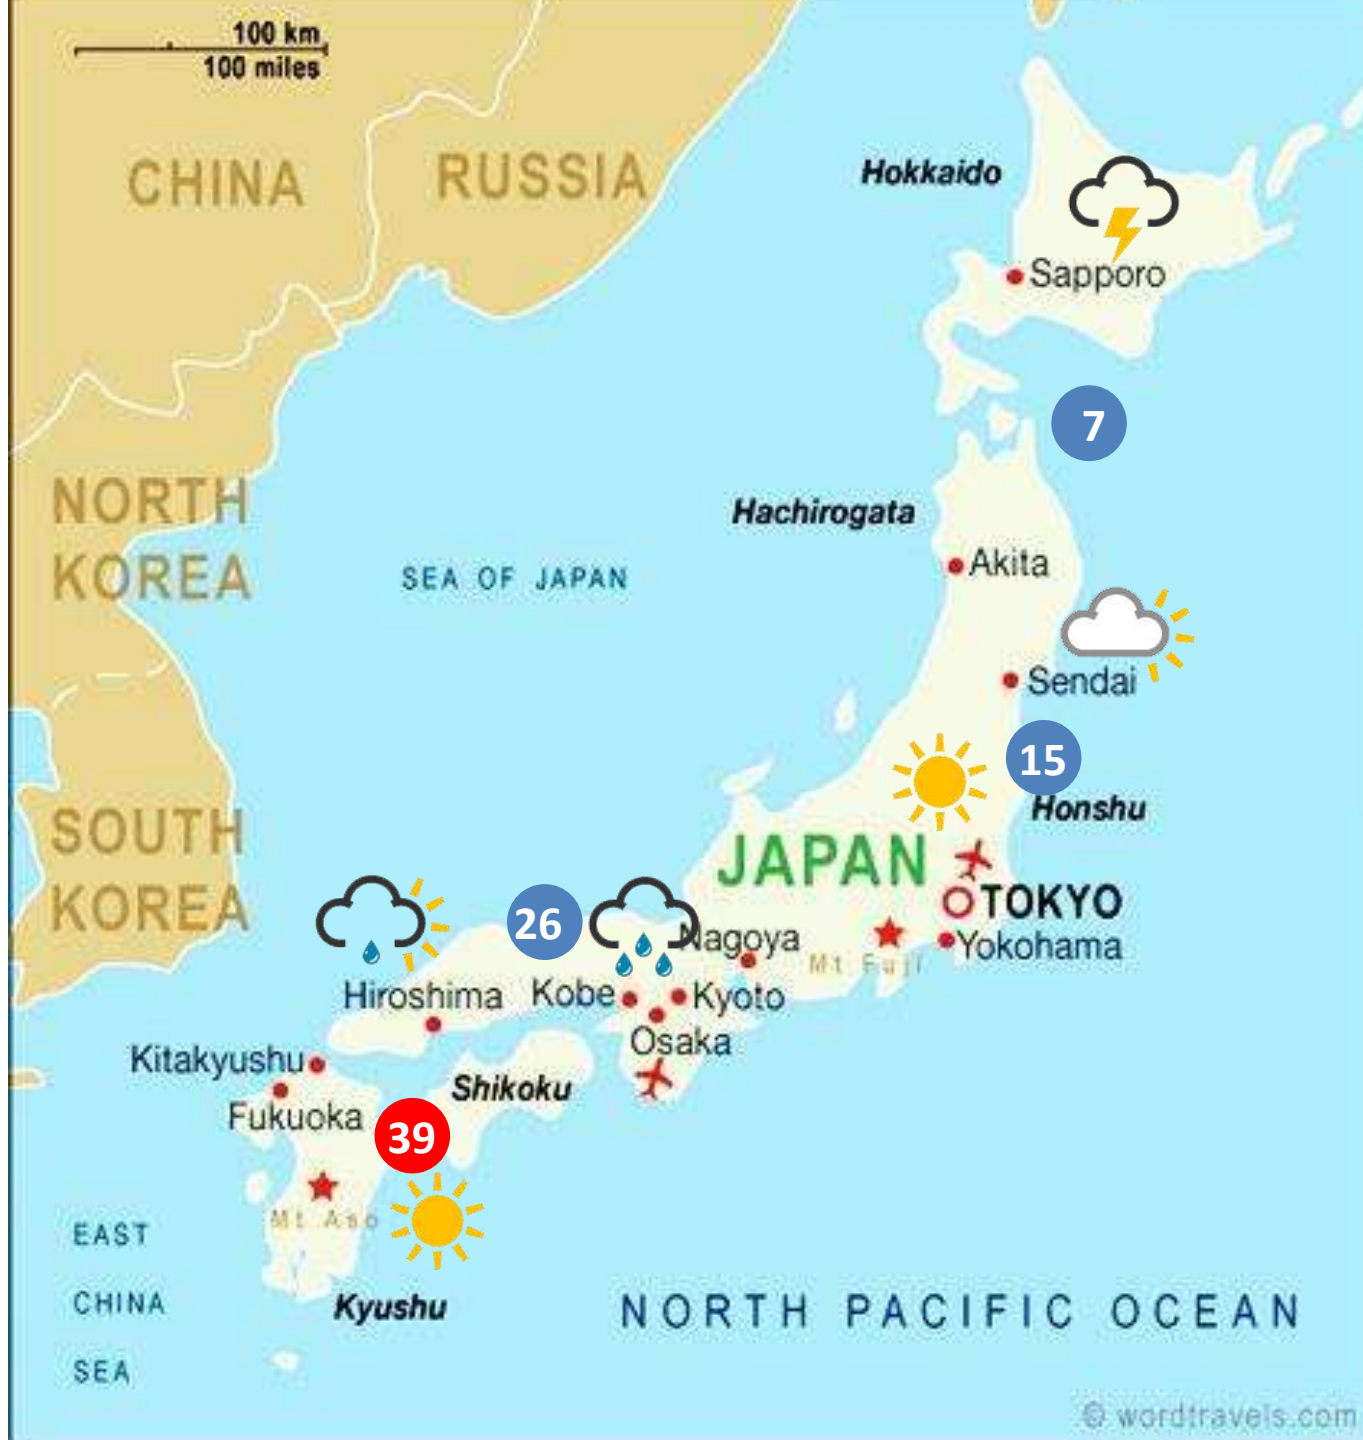 100 km
100 miles
CHINA
RUSSIA
Hokkaido
Sapporo
7
NORTH
KOREA
Hachirogata
SEA OF JAPAN
Akita
Sendai
15
Honshu
SOUTH
KOREA
JAPAN
TOKYO
26
Nagoya
Yokohama
Mt Fuji
Hiroshima
Kobe
Kyoto
Osaka
Kitakyushu
Shikoku
Fukuoka
39
Mt Aso
EAST
CHINA
SEA
Kyushu
NORTH PACIFIC OCEAN
© wordtravels.com